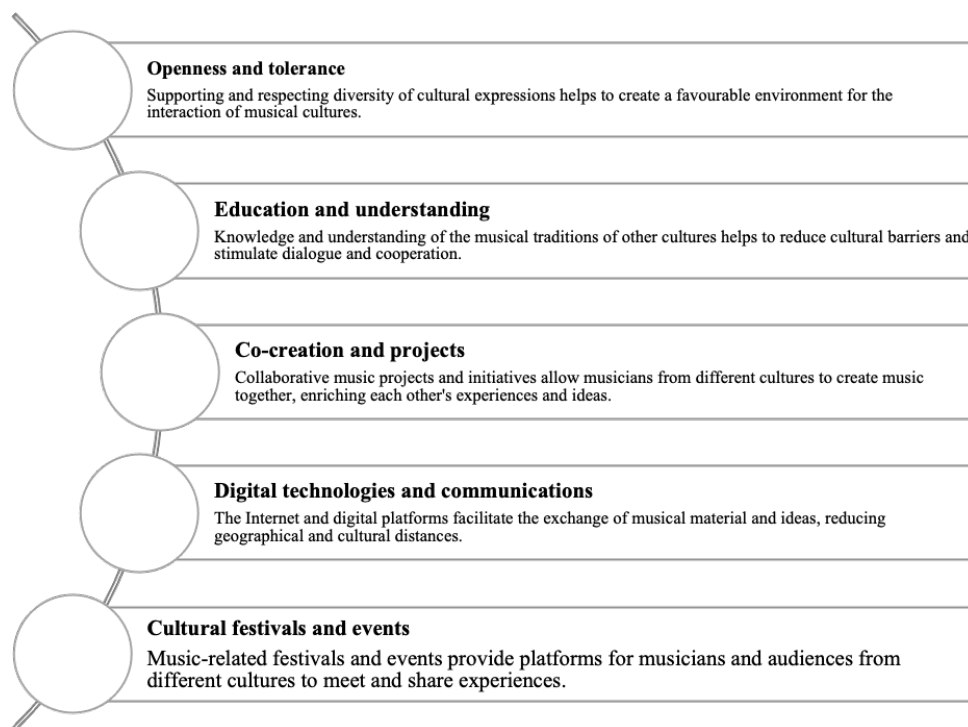 Openness and tolerance
Supporting and respecting diversity of cultural expressions helps to create a favourable environment for the
interaction of musical cultures.
Education and understanding
Knowledge and understanding of the musical traditions of other cultures helps to reduce cultural barriers and
stimulate dialogue and cooperation.
Co-creation and projects
Collaborative music projects and initiatives allow musicians from different cultures to create music
together, enriching each other's experiences and ideas.
Digital technologies and communications
The Internet and digital platforms facilitate the exchange of musical material and ideas, reducing
geographical and cultural distances.
Cultural festivals and events
Music-related festivals and events provide platforms for musicians and audiences from
different cultures to meet and share experiences.